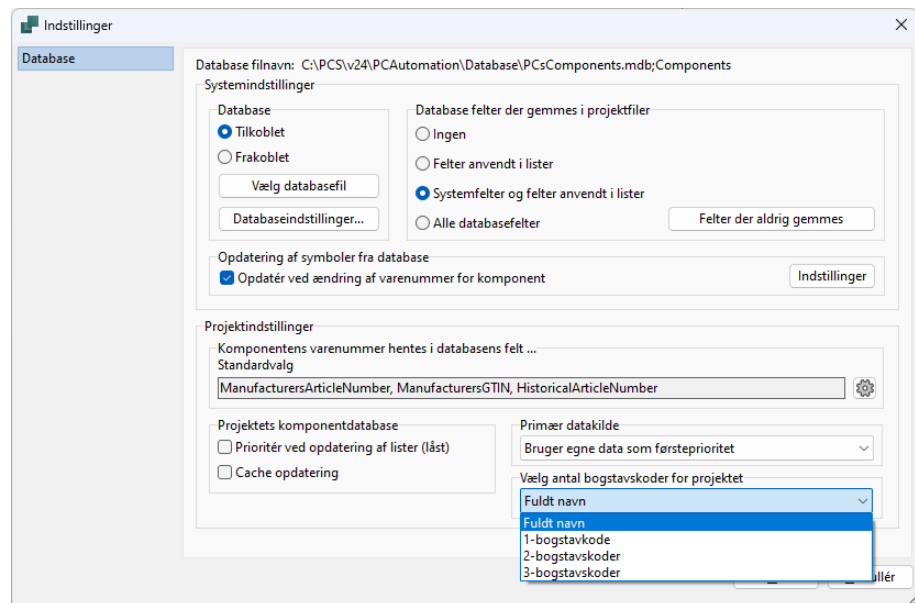 Indstillinger
Database
Database filnavn: C:\PCS\v24\PCAutomation\Database\PCsComponents.mdb;Components
Systemindstillinger
Database
Tilkoblet
Frakoblet
Vælg databasefil
Databaseindstillinger...
Database felter der gemmes i projektfiler
Ingen
Felter anvendt i lister
Systemfelter og felter anvendt i lister
Alle databasefelter
Felter der aldrig gemmes
Opdatering af symboler fra database
Opdatér ved ændring af varenummer for komponent
Indstillinger
Projektindstillinger
Komponentens varenummer hentes i databasens felt ...
Standardvalg
ManufacturersArticleNumber, ManufacturersGTIN, HistoricalArticleNumber
Projektets komponentdatabase
Prioritér ved opdatering af lister (låst)
Cache opdatering
Primær datakilde
Bruger egne data som førsteprioritet
Vælg antal bogstavskoder for projektet
Fuldt navn
Fuldt navn
1-bogstavkode
2-bogstavskoder
3-bogstavskoder